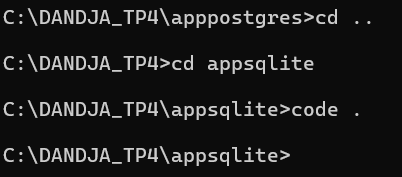 C:\DANDJA_TP4\apppostgres>cd ..
C:\DANDJA_TP4>cd appsqlite
C:\DANDJA_TP4\appsqlite>code .
C:\DANDJA_TP4\appsqlite>